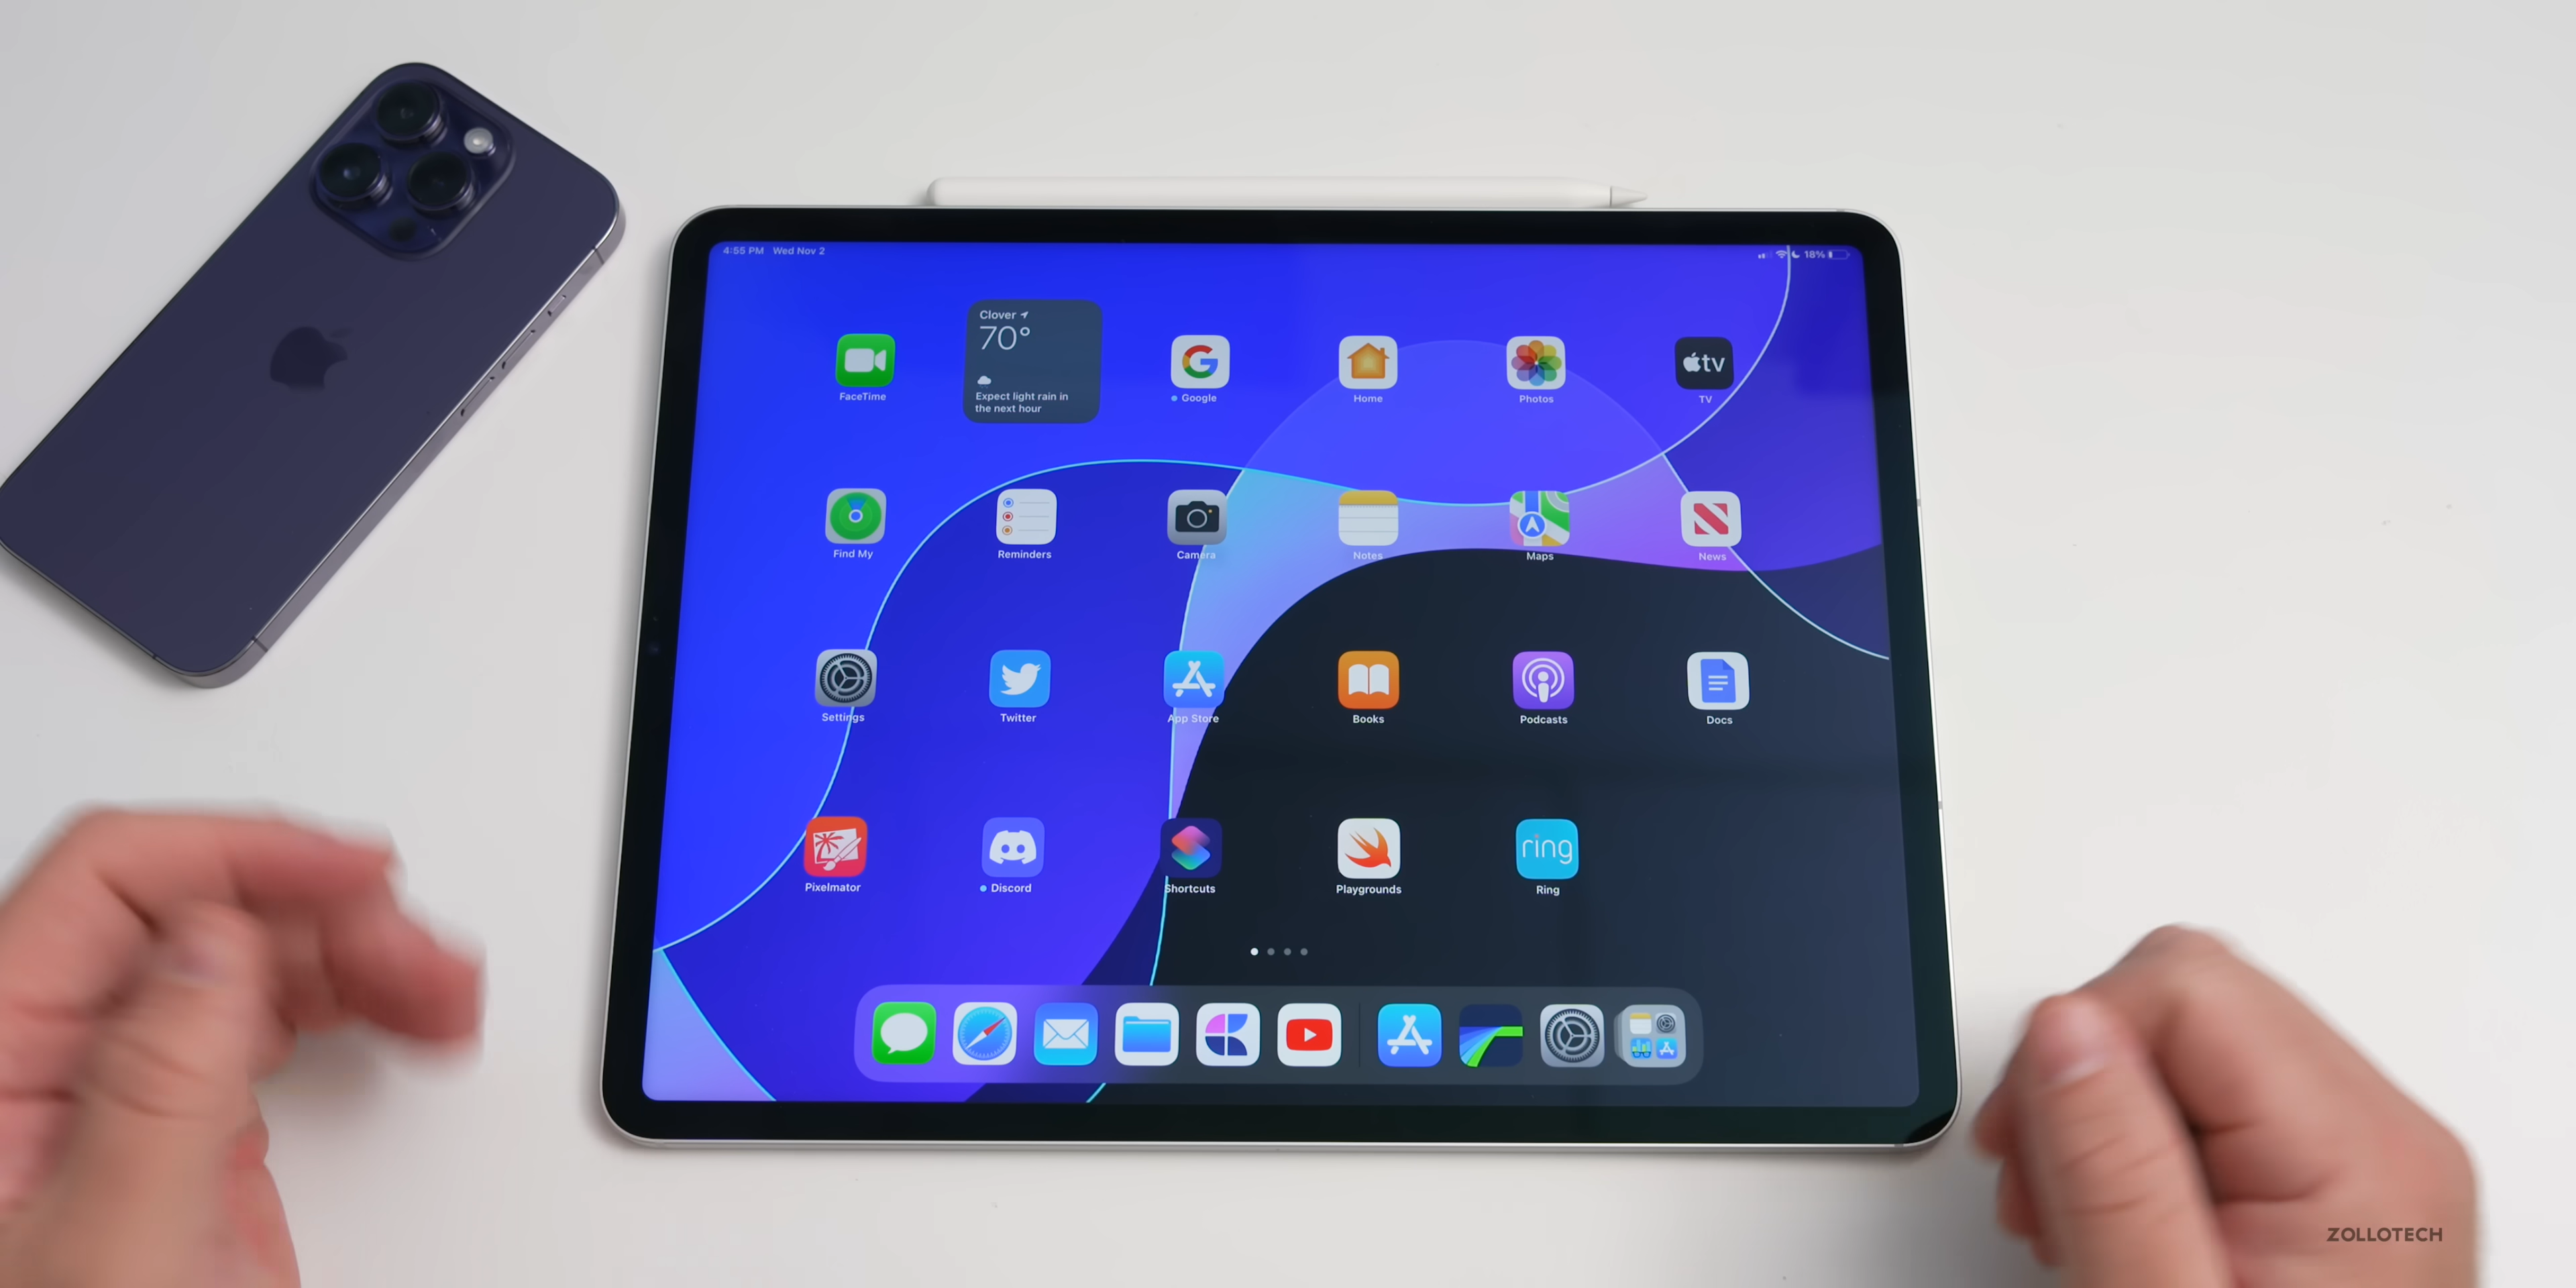 4:55 PM Wed Nov 2
18%
Clover
70°
Expect light rain in
the next hour
FaceTime
Google
Home
Photos
tv
TV
Find My
Reminders
Camera
Notes
Maps
News
Settings
Twitter
App Store
Books
Podcasts
Docs
ring
Pixelmator
Discord
Shortcuts
Playgrounds
Ring
ZOLLOTECH